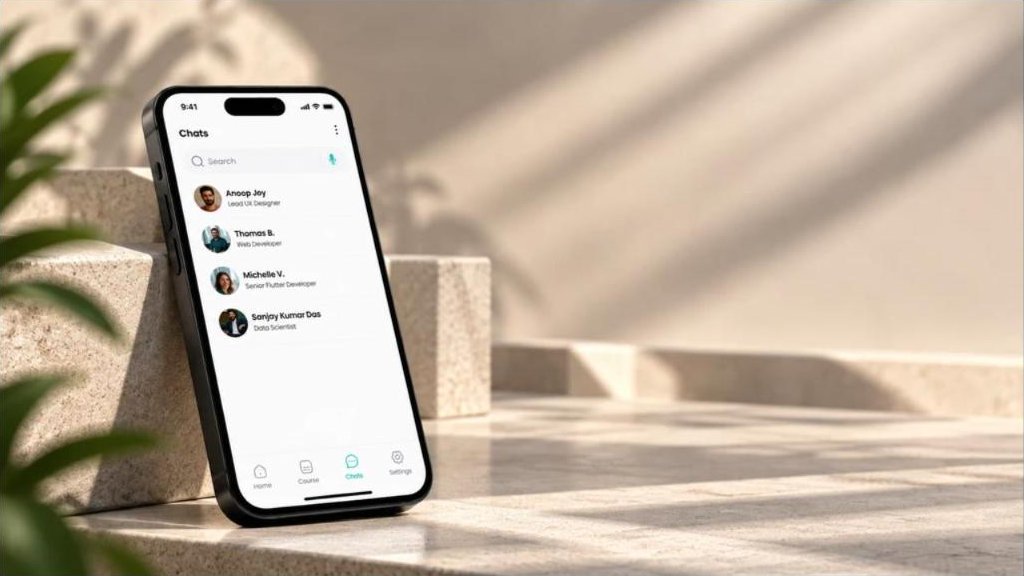 9:41
Chats
Search
Anoop Joy
Lead UX Designer
Thomas B.
Web Developer
Michelle V.
Senior Flutter Developer
Sanjay Kumar Das
Data Scientist
Home
Course
Chats
Settings